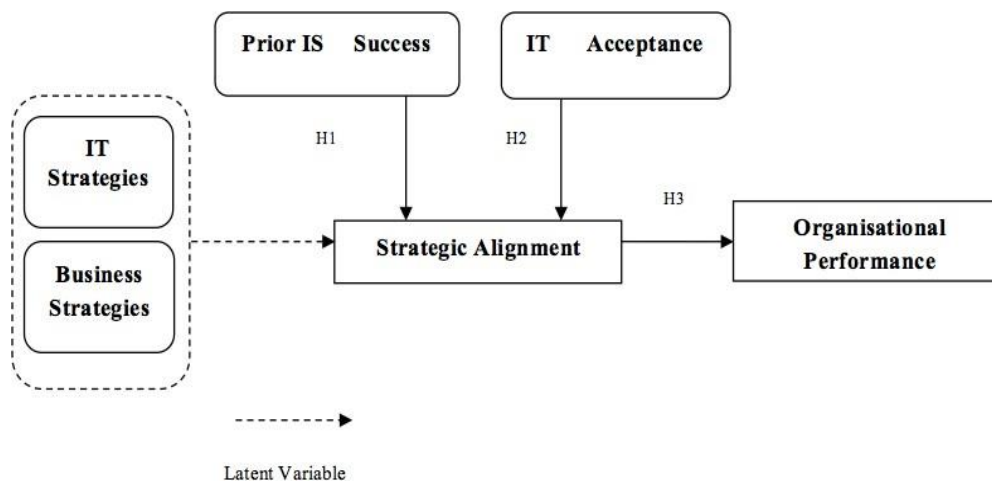 Prior IS Success
IT Acceptance
H1
H2
IT
Strategies
H3
Business
Strategies
Strategic Alignment
Organisational
Performance
Latent Variable